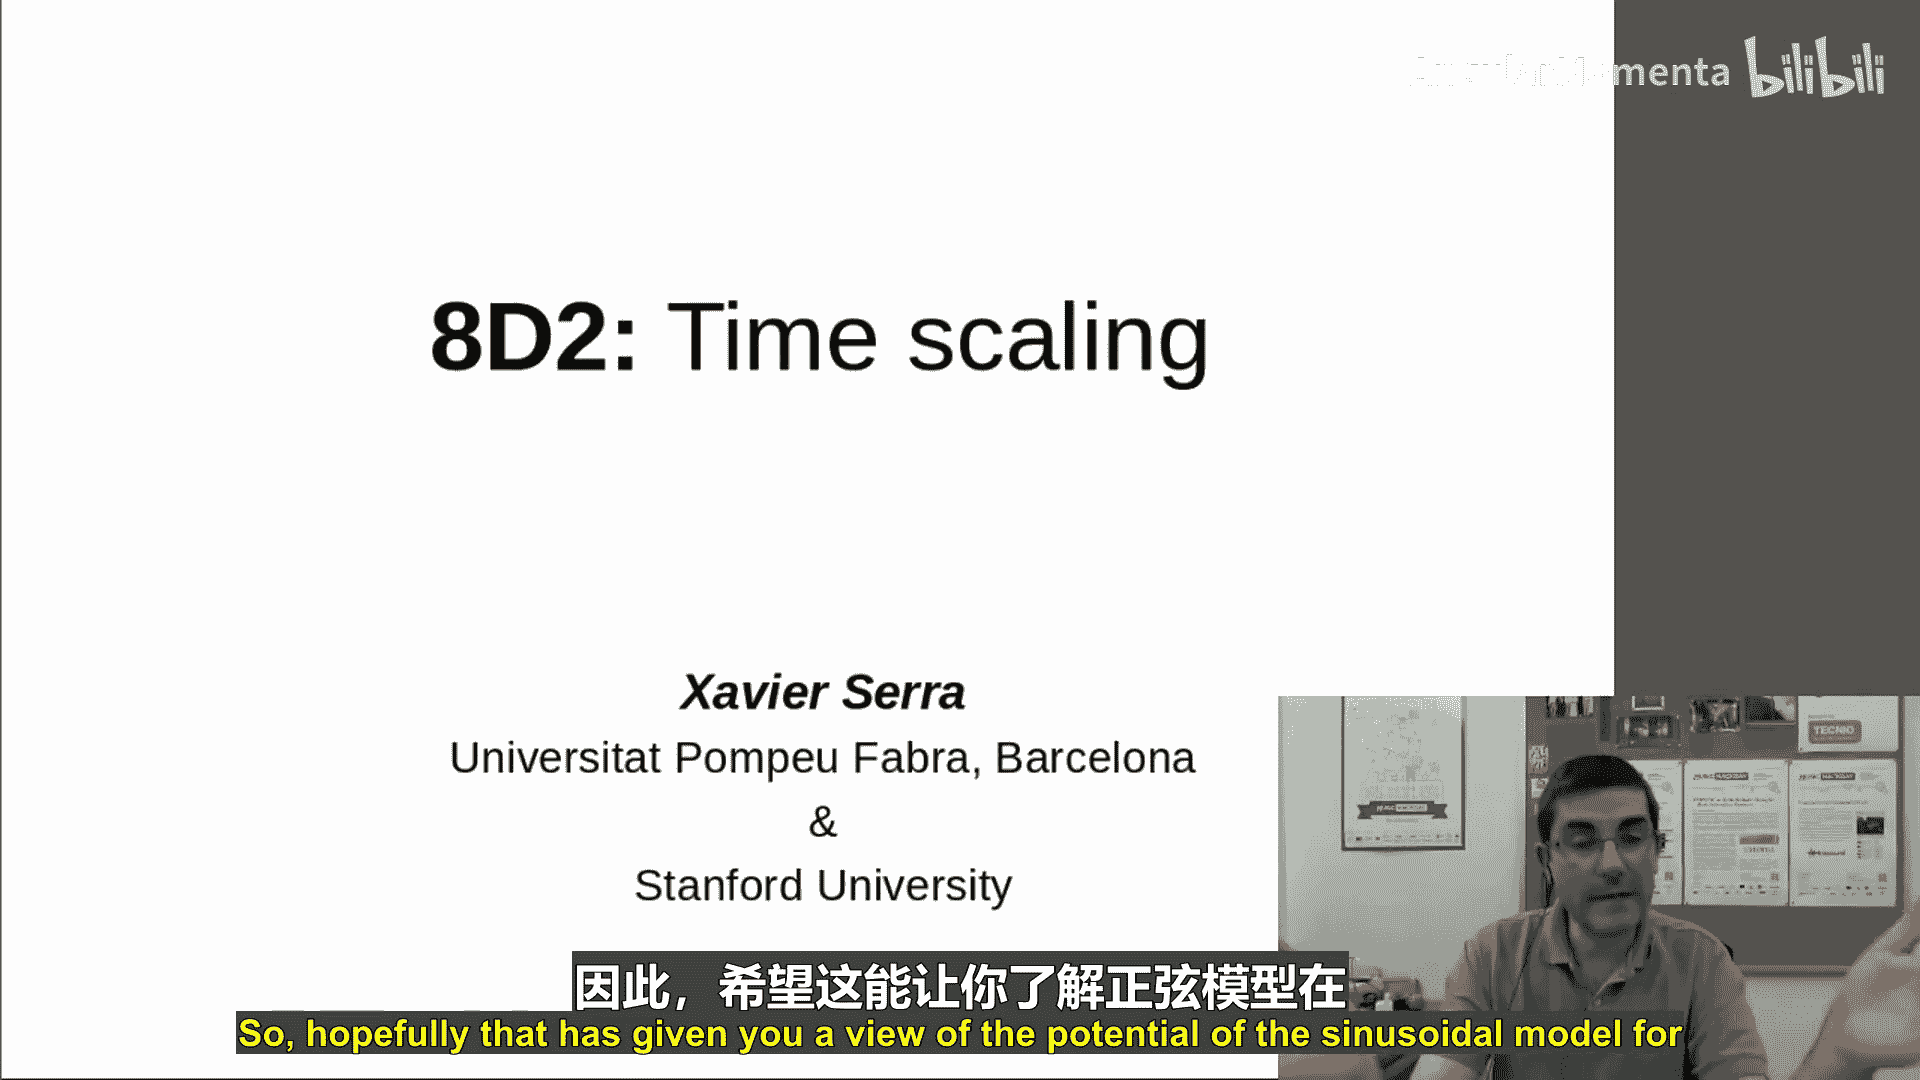 menta bilibili
8D2: Time scaling
Xavier Serra
Universitat Pompeu Fabra, Barcelona
&
Stanford University
TECNIO
因此，希望这能让你了解正弦模型在
So, hopefully that has given you a view of the potential of the sinusoidal model for